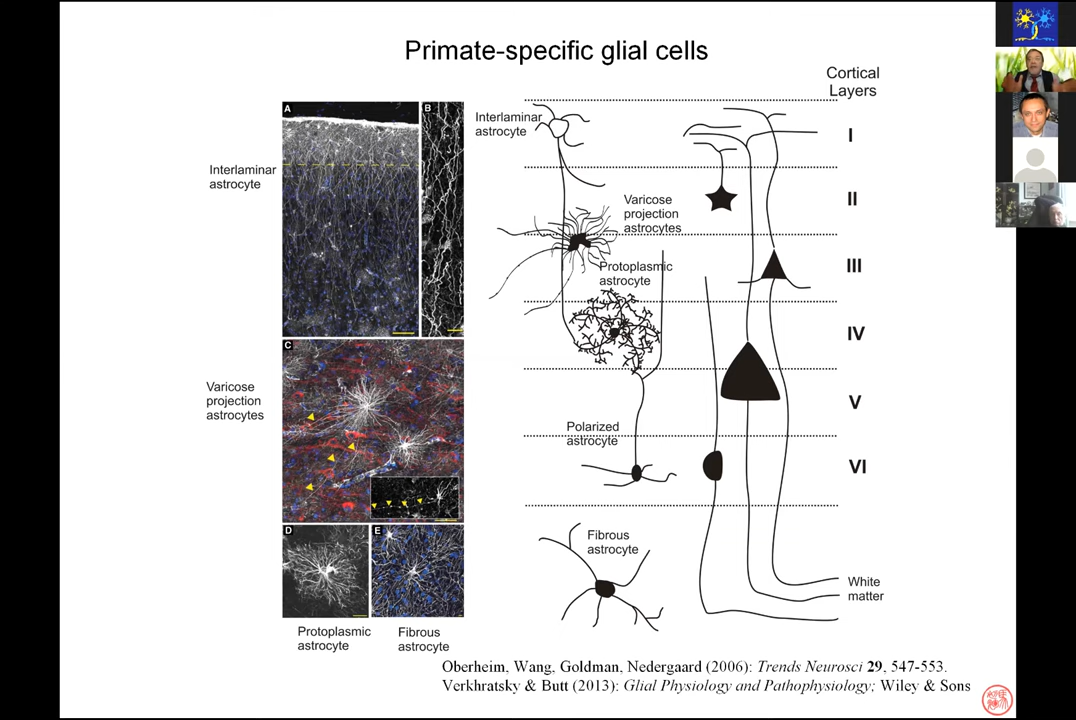 Primate-specific glial cells
Cortical
Layers
A
B
Interlaminar
astrocyte
Interlaminar
astrocyte
I
II
Varicose
projection
astrocytes
III
Protoplasmic
astrocyte
IV
C
Varicose
projection
astrocytes
V
Polarized
astrocyte
VI
D
E
Fibrous
astrocyte
White
matter
Protoplasmic
astrocyte
Fibrous
astrocyte
Oberheim, Wang, Goldman, Nedergaard (2006): Trends Neurosci 29, 547-553.
Verkhratsky & Butt (2013): Glial Physiology and Pathophysiology; Wiley & Sons